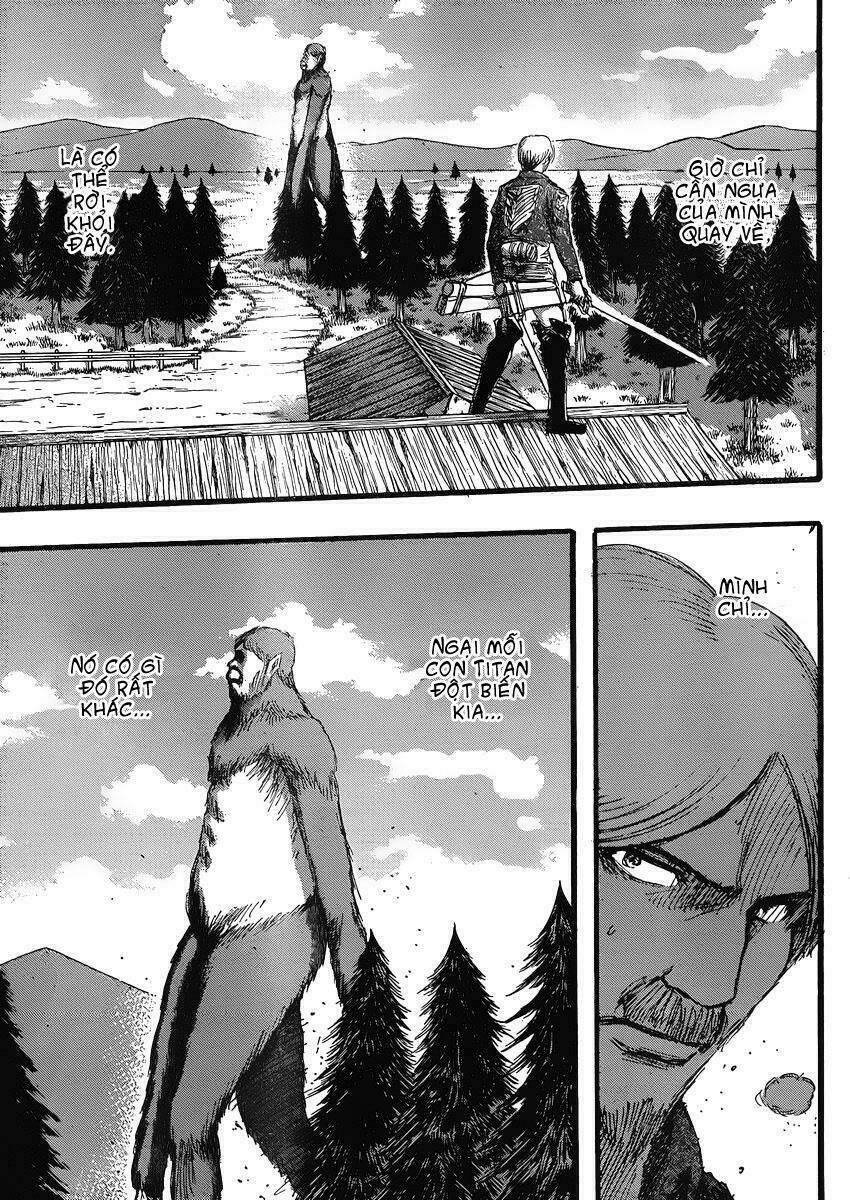 GIỜ CHỈ
CẦN NGỰA
CỦA MÌNH
QUAY VỀ,
LÀ CÓ
THỂ
RỜI
KHỎI
ĐÂY.
MÌNH
CHỈ...
NGẠI MỖI
CON TITAN
ĐỘT BIẾN
KIA...
NÓ CÓ GÌ
ĐÓ RẤT
KHÁC...